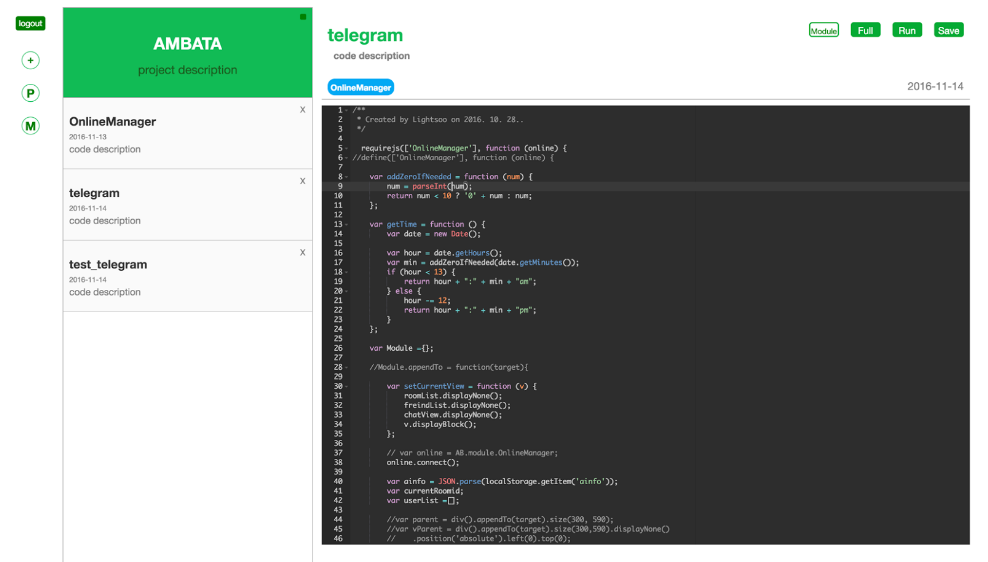 logout
+
P
M
AMBATA
project description
X
OnlineManager
2016-11-13
code description
X
telegram
2016-11-14
code description
X
test_telegram
2016-11-14
code description
telegram
code description
Module
Full
Run
Save
OnlineManager
2016-11-14
1 /**
2 * Created by Lightsoo on 2016. 10. 28..
3 */
4
5 requirejs(['OnlineManager'], function (online) {
6 //define(['OnlineManager'], function (online) {
7
8 var addZeroIfNeeded = function (num) {
9 num = parseInt(num);
10 return num < 10 ? '0' + num : num;
11 };
12
13 var getTime = function () {
14 var date = new Date();
15
16 var hour = date.getHours();
17 var min = addZeroIfNeeded(date.getMinutes());
18 if (hour < 13) {
19 return hour + ":" + min + "am";
20 } else {
21 hour -= 12;
22 return hour + ":" + min + "pm";
23 }
24 };
25
26 var Module ={};
27
28 //Module.appendTo = function(target){
29
30 var setCurrentView = function (v) {
31 roomList.displayNone();
32 freindList.displayNone();
33 chatView.displayNone();
34 v.displayBlock();
35 };
36
37 // var online = AB.module.OnlineManager;
38 online.connect();
39
40 var ainfo = JSON.parse(localStorage.getItem('ainfo'));
41 var currentRoomid;
42 var userList =[];
43
44 //var parent = div().appendTo(target).size(300, 590);
45 //var vParent = div().appendTo(target).size(300,590).displayNone()
46 // .position('absolute').left(0).top(0);